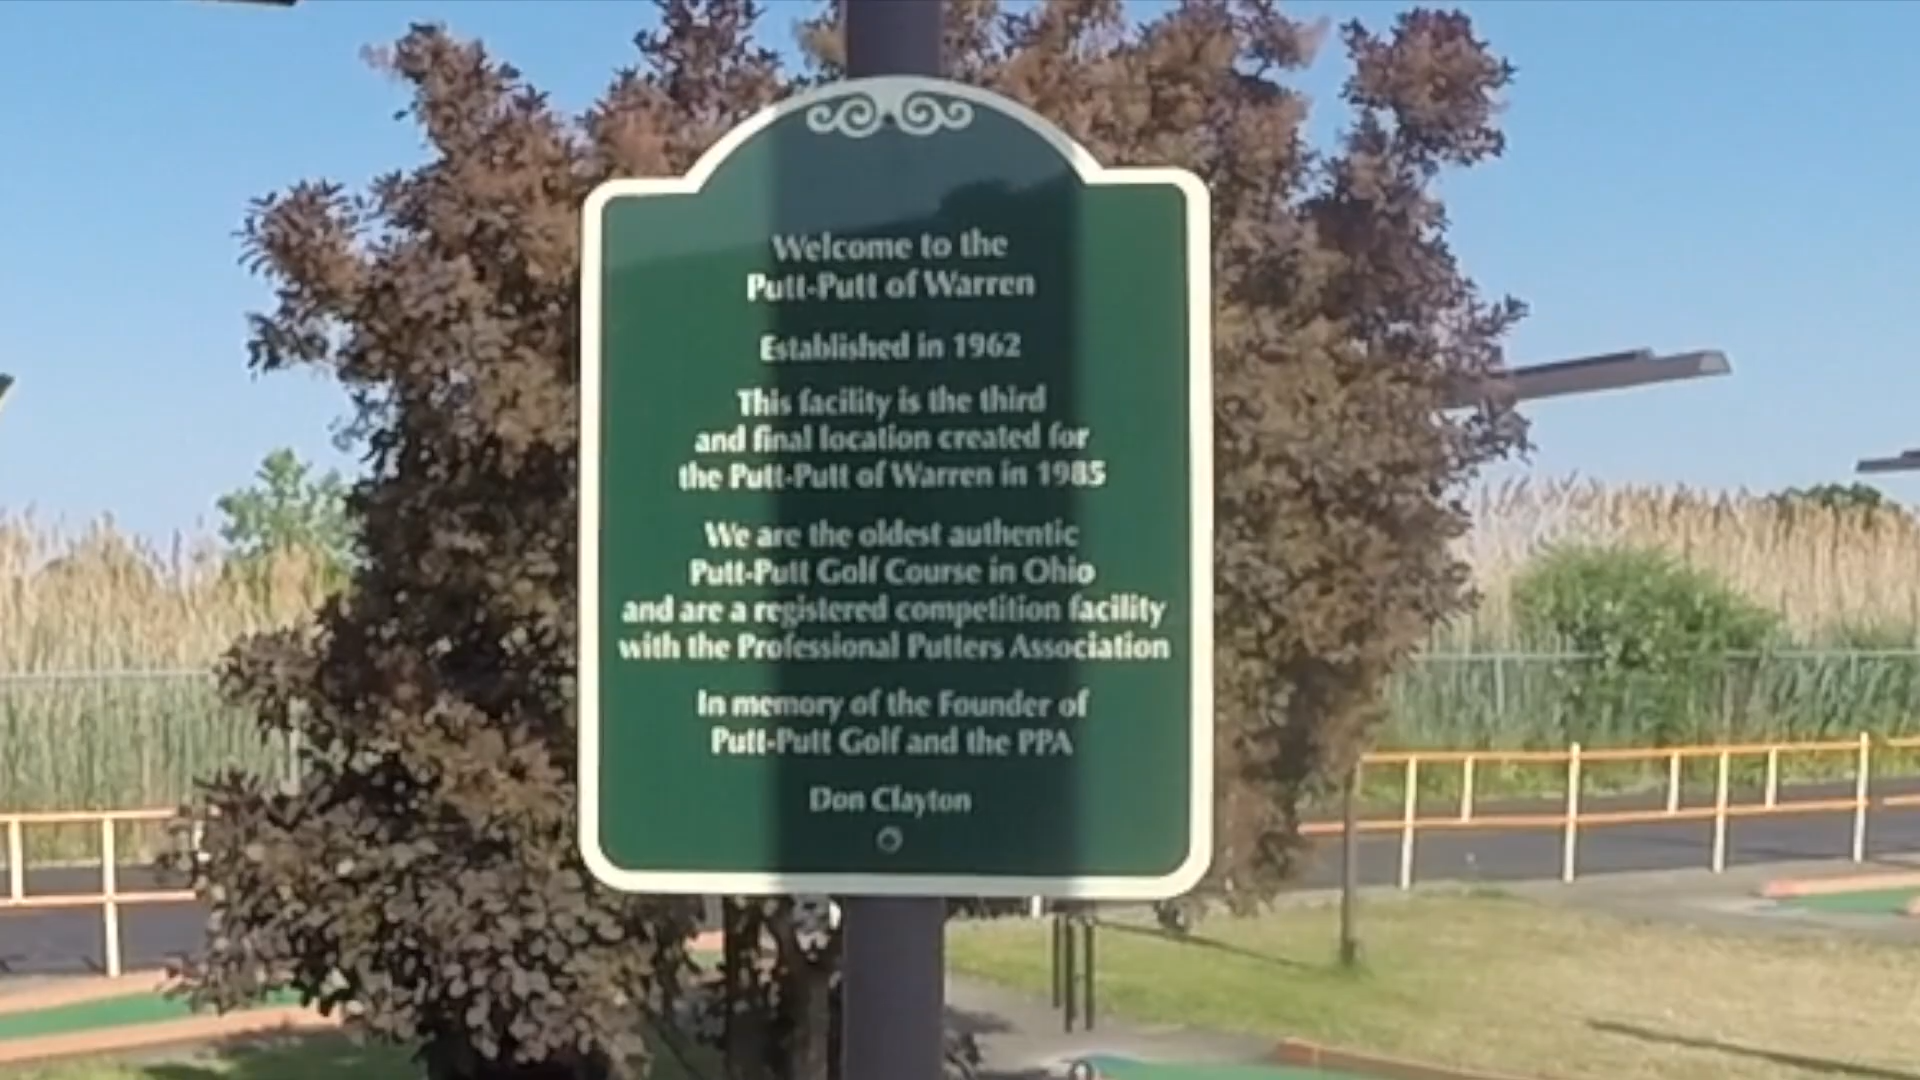 Welcome to the
Putt-Putt of Warren
Established in 1962
This facility is the third
and final location created for
the Putt-Putt of Warren in 1985
We are the oldest authentic
Putt-Putt Golf Course in Ohio
and are a registered competition facility
with the Professional Putters Association
In memory of the Founder of
Putt-Putt Golf and the PPA
Don Clayton